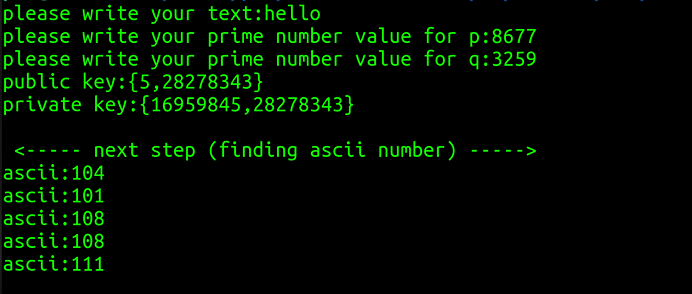 please write your text:hello
please write your prime number value for p:8677
please write your prime number value for q:3259
public key:{5,28278343}
private key:{16959845,28278343}
<----- next step (finding ascii number) ----->
ascii:104
ascii:101
ascii:108
ascii:108
ascii:111